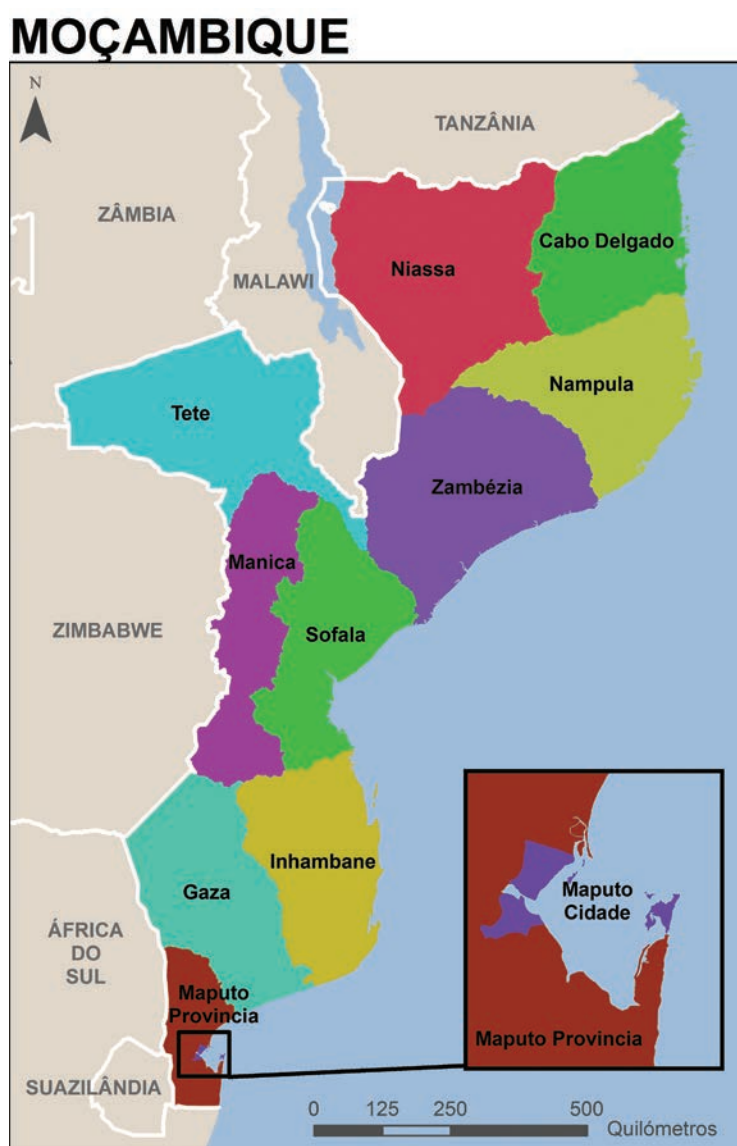 MOÇAMBIQUE
N
TANZÂNIA
ZÂMBIA
Cabo Delgado
Niassa
MALAWI
Nampula
Tete
Zambézia
Manica
ZIMBABWE
Sofala
Inhambane
Gaza
Maputo
Cidade
ÁFRICA
DO
SUL
Maputo
Provincia
Maputo Provincia
SUAZILÂNDIA
0 125 250 500
Quilómetros